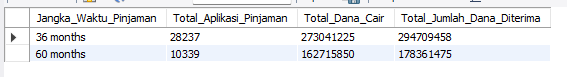 Jangka_Waktu_Pinjaman Total_Aplikasi_Pinjaman Total_Dana_Cair Total_Jumlah_Dana_Diterima
36 months 28237 273041225 294709458
60 months 10339 162715850 178361475